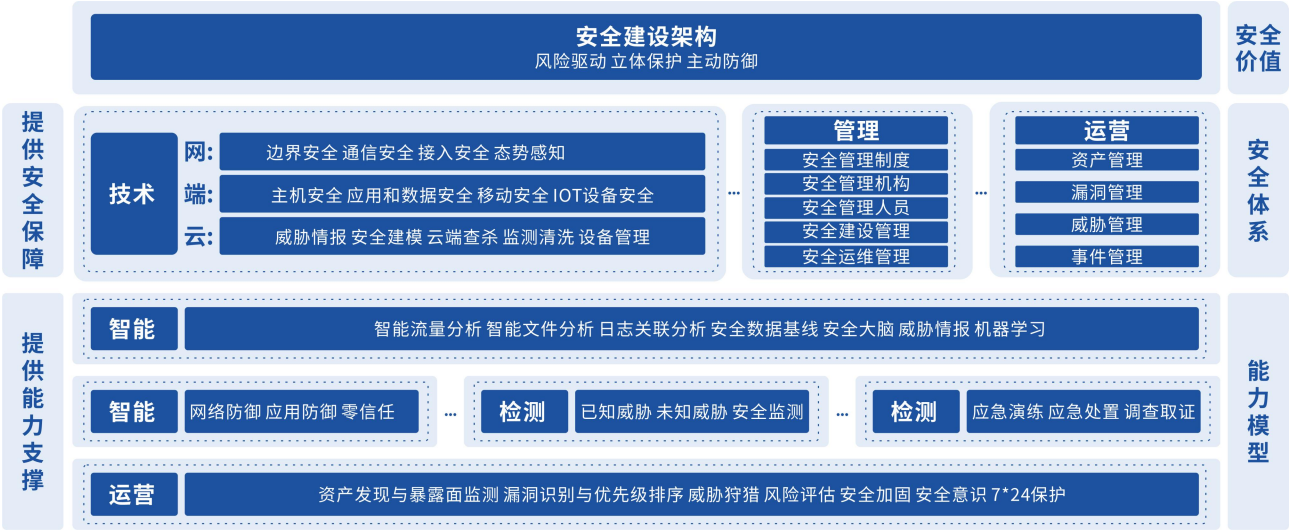 安全建设架构
风险驱动 立体保护 主动防御
安全
价值
提供安全保障
技术
网:
边界安全 通信安全 接入安全 态势感知
端:
主机安全 应用和数据安全 移动安全 IOT设备安全
云:
威胁情报 安全建模 云端查杀 监测清洗 设备管理
...
管理
安全管理制度
安全管理机构
安全管理人员
安全建设管理
安全运维管理
...
运营
资产管理
漏洞管理
威胁管理
事件管理
安全体系
提供能力支撑
智能
智能流量分析 智能文件分析 日志关联分析 安全数据基线 安全大脑 威胁情报 机器学习
智能
网络防御 应用防御 零信任
...
检测
已知威胁 未知威胁 安全监测
...
检测
应急演练 应急处置 调查取证
运营
资产发现与暴露面监测 漏洞识别与优先级排序 威胁狩猎 风险评估 安全加固 安全意识 7*24保护
能力模型